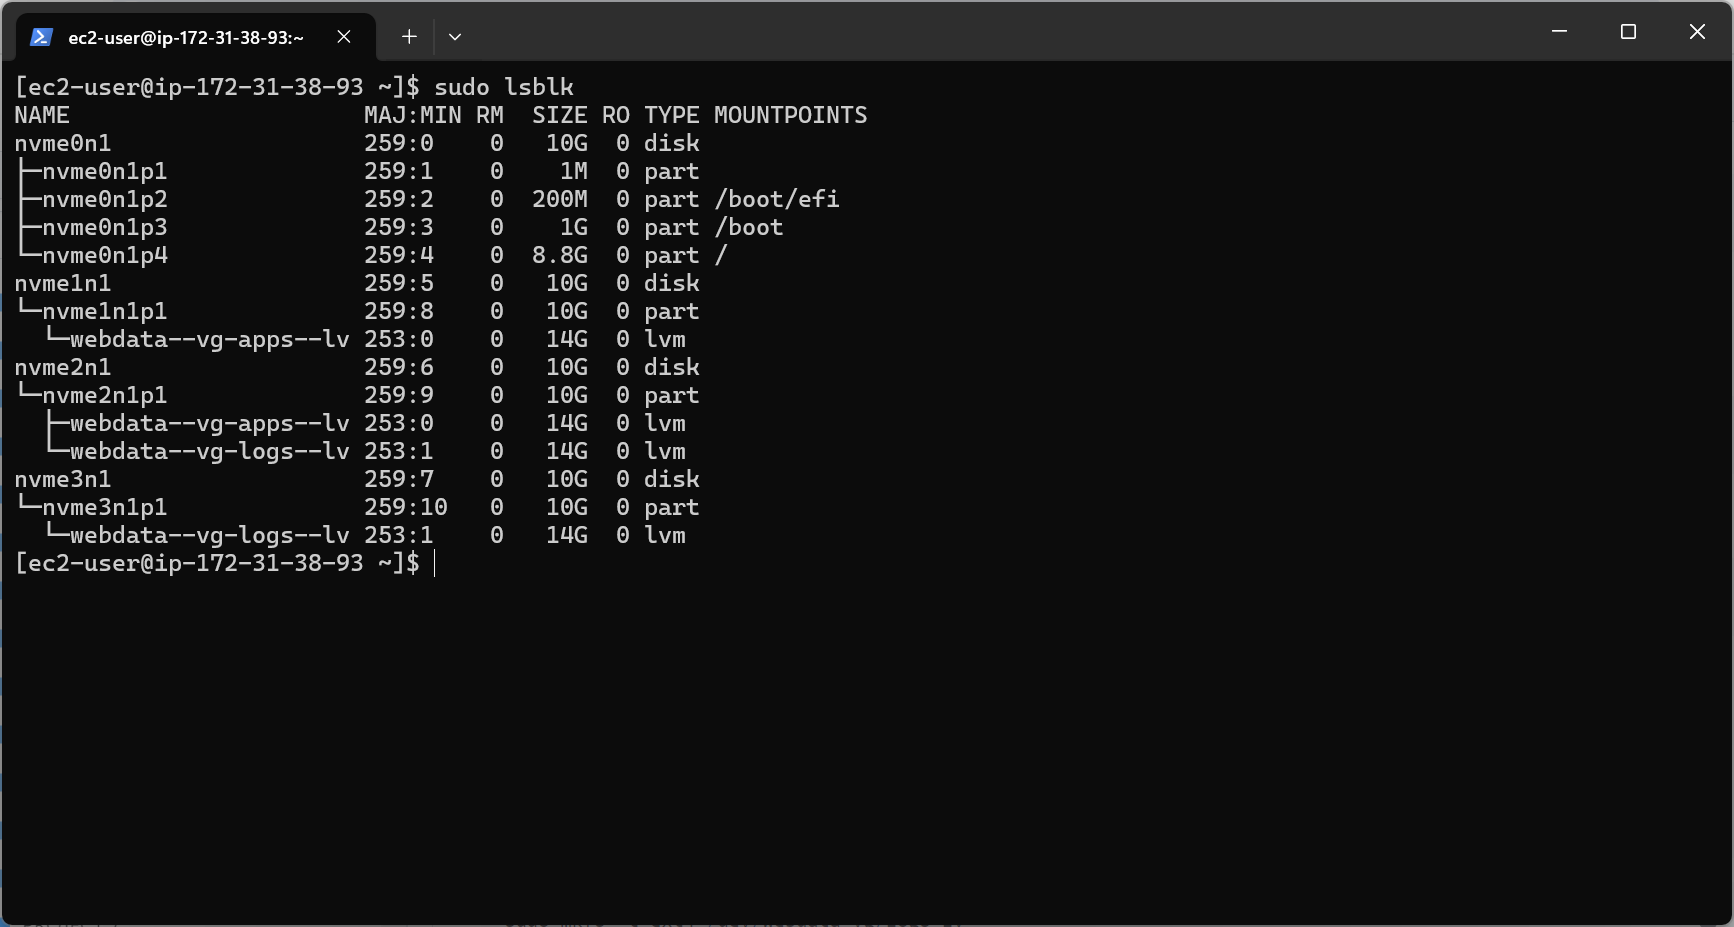 ec2-user@ip-172-31-38-93:~
[ec2-user@ip-172-31-38-93 ~]$ sudo lsblk
NAME                     MAJ:MIN RM  SIZE RO TYPE MOUNTPOINTS
nvme0n1                  259:0    0   10G  0 disk
├─nvme0n1p1              259:1    0    1M  0 part
├─nvme0n1p2              259:2    0  200M  0 part /boot/efi
├─nvme0n1p3              259:3    0    1G  0 part /boot
└─nvme0n1p4              259:4    0  8.8G  0 part /
nvme1n1                  259:5    0   10G  0 disk
└─nvme1n1p1              259:8    0   10G  0 part
  └─webdata--vg-apps--lv 253:0    0   14G  0 lvm
nvme2n1                  259:6    0   10G  0 disk
└─nvme2n1p1              259:9    0   10G  0 part
  ├─webdata--vg-apps--lv 253:0    0   14G  0 lvm
  └─webdata--vg-logs--lv 253:1    0   14G  0 lvm
nvme3n1                  259:7    0   10G  0 disk
└─nvme3n1p1              259:10   0   10G  0 part
  └─webdata--vg-logs--lv 253:1    0   14G  0 lvm
[ec2-user@ip-172-31-38-93 ~]$